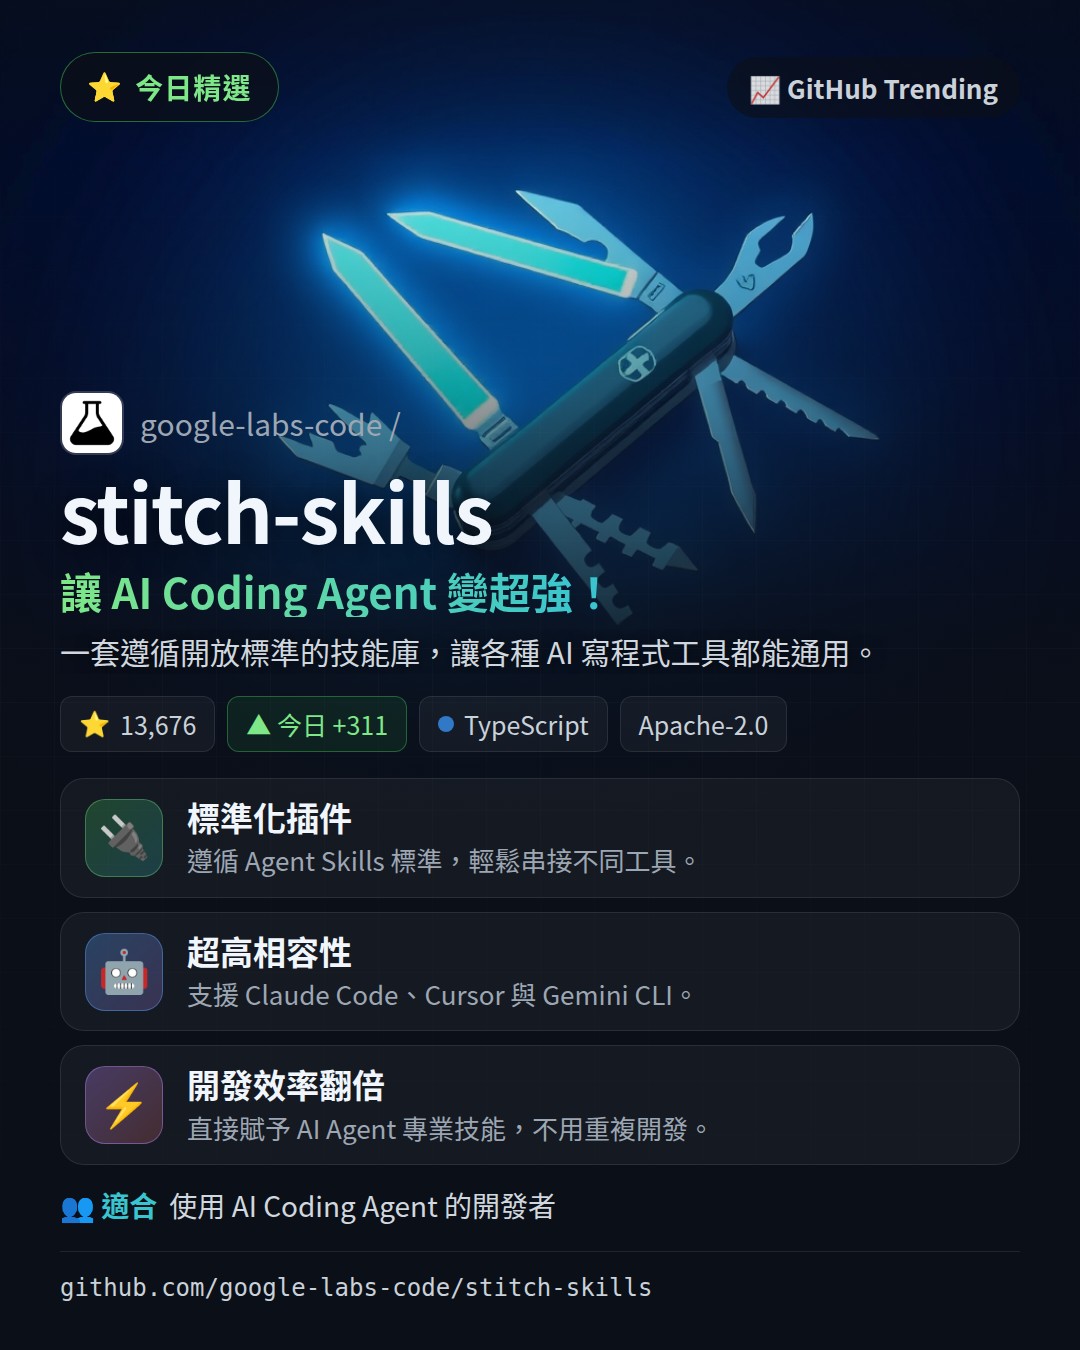 ⭐ 今日精選
📈 GitHub Trending
google-labs-code /
stitch-skills
讓 AI Coding Agent 變超強！
一套遵循開放標準的技能庫，讓各種 AI 寫程式工具都能通用。
⭐ 13,676
▲ 今日 +311
TypeScript
Apache-2.0
標準化插件
遵循 Agent Skills 標準，輕鬆串接不同工具。
超高相容性
支援 Claude Code、Cursor 與 Gemini CLI。
開發效率翻倍
直接賦予 AI Agent 專業技能，不用重複開發。
👥 適合 使用 AI Coding Agent 的開發者
github.com/google-labs-code/stitch-skills